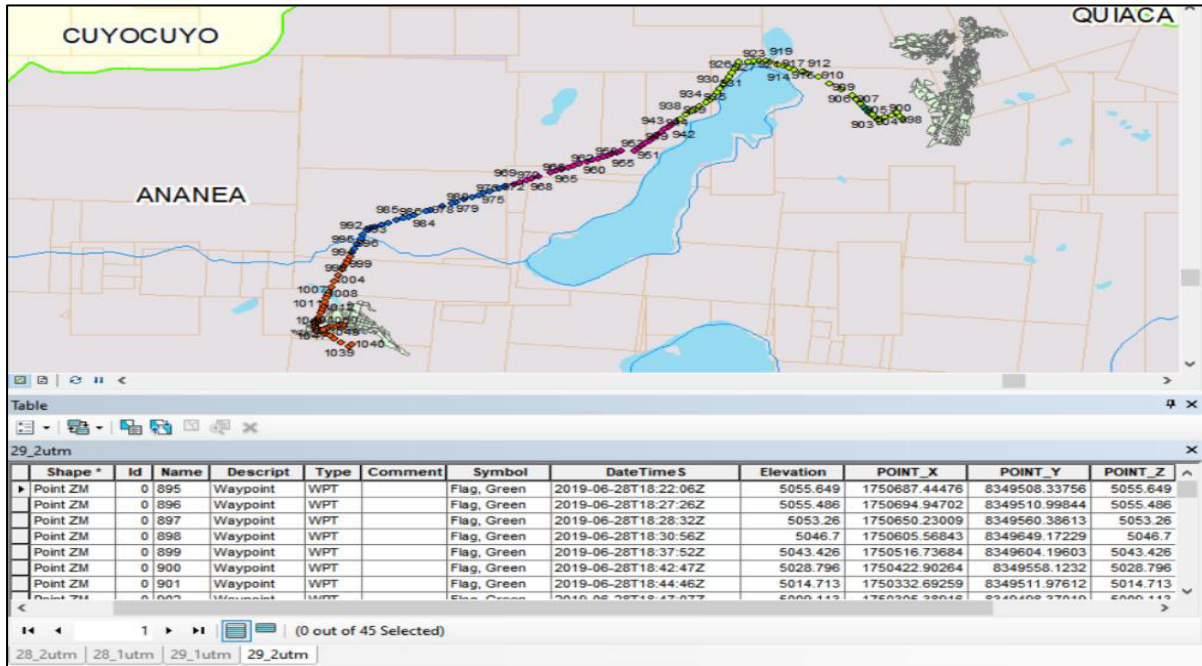 CUYOCUYO
QUIACA
923 919
926
917 912
930
914
910
909
934
906 907
938
900
943
903 904 898
942
951
955
960
969
968 965
975
985
979
984
992
999
1004
1007 1008
1011
1012
1039 1040
ANANEA
Table
29_2utm
Shape * Id Name Descript Type Comment Symbol DateTimeS Elevation POINT_X POINT_Y POINT_Z
Point ZM 0 895 Waypoint WPT Flag, Green 2019-06-28T18:22:06Z 5055.649 1750687.44476 8349508.33756 5055.649
Point ZM 0 896 Waypoint WPT Flag, Green 2019-06-28T18:27:26Z 5055.486 1750694.94702 8349510.99844 5055.486
Point ZM 0 897 Waypoint WPT Flag, Green 2019-06-28T18:28:32Z 5053.26 1750650.23009 8349560.38613 5053.26
Point ZM 0 898 Waypoint WPT Flag, Green 2019-06-28T18:30:56Z 5046.7 1750605.56843 8349649.17229 5046.7
Point ZM 0 899 Waypoint WPT Flag, Green 2019-06-28T18:37:52Z 5043.426 1750516.73684 8349604.19603 5043.426
Point ZM 0 900 Waypoint WPT Flag, Green 2019-06-28T18:42:47Z 5028.796 1750422.90264 8349558.1232 5028.796
Point ZM 0 901 Waypoint WPT Flag, Green 2019-06-28T18:44:46Z 5014.713 1750332.69259 8349511.97612 5014.713
1 (0 out of 45 Selected)
28_2utm 28_1utm 29_1utm 29_2utm